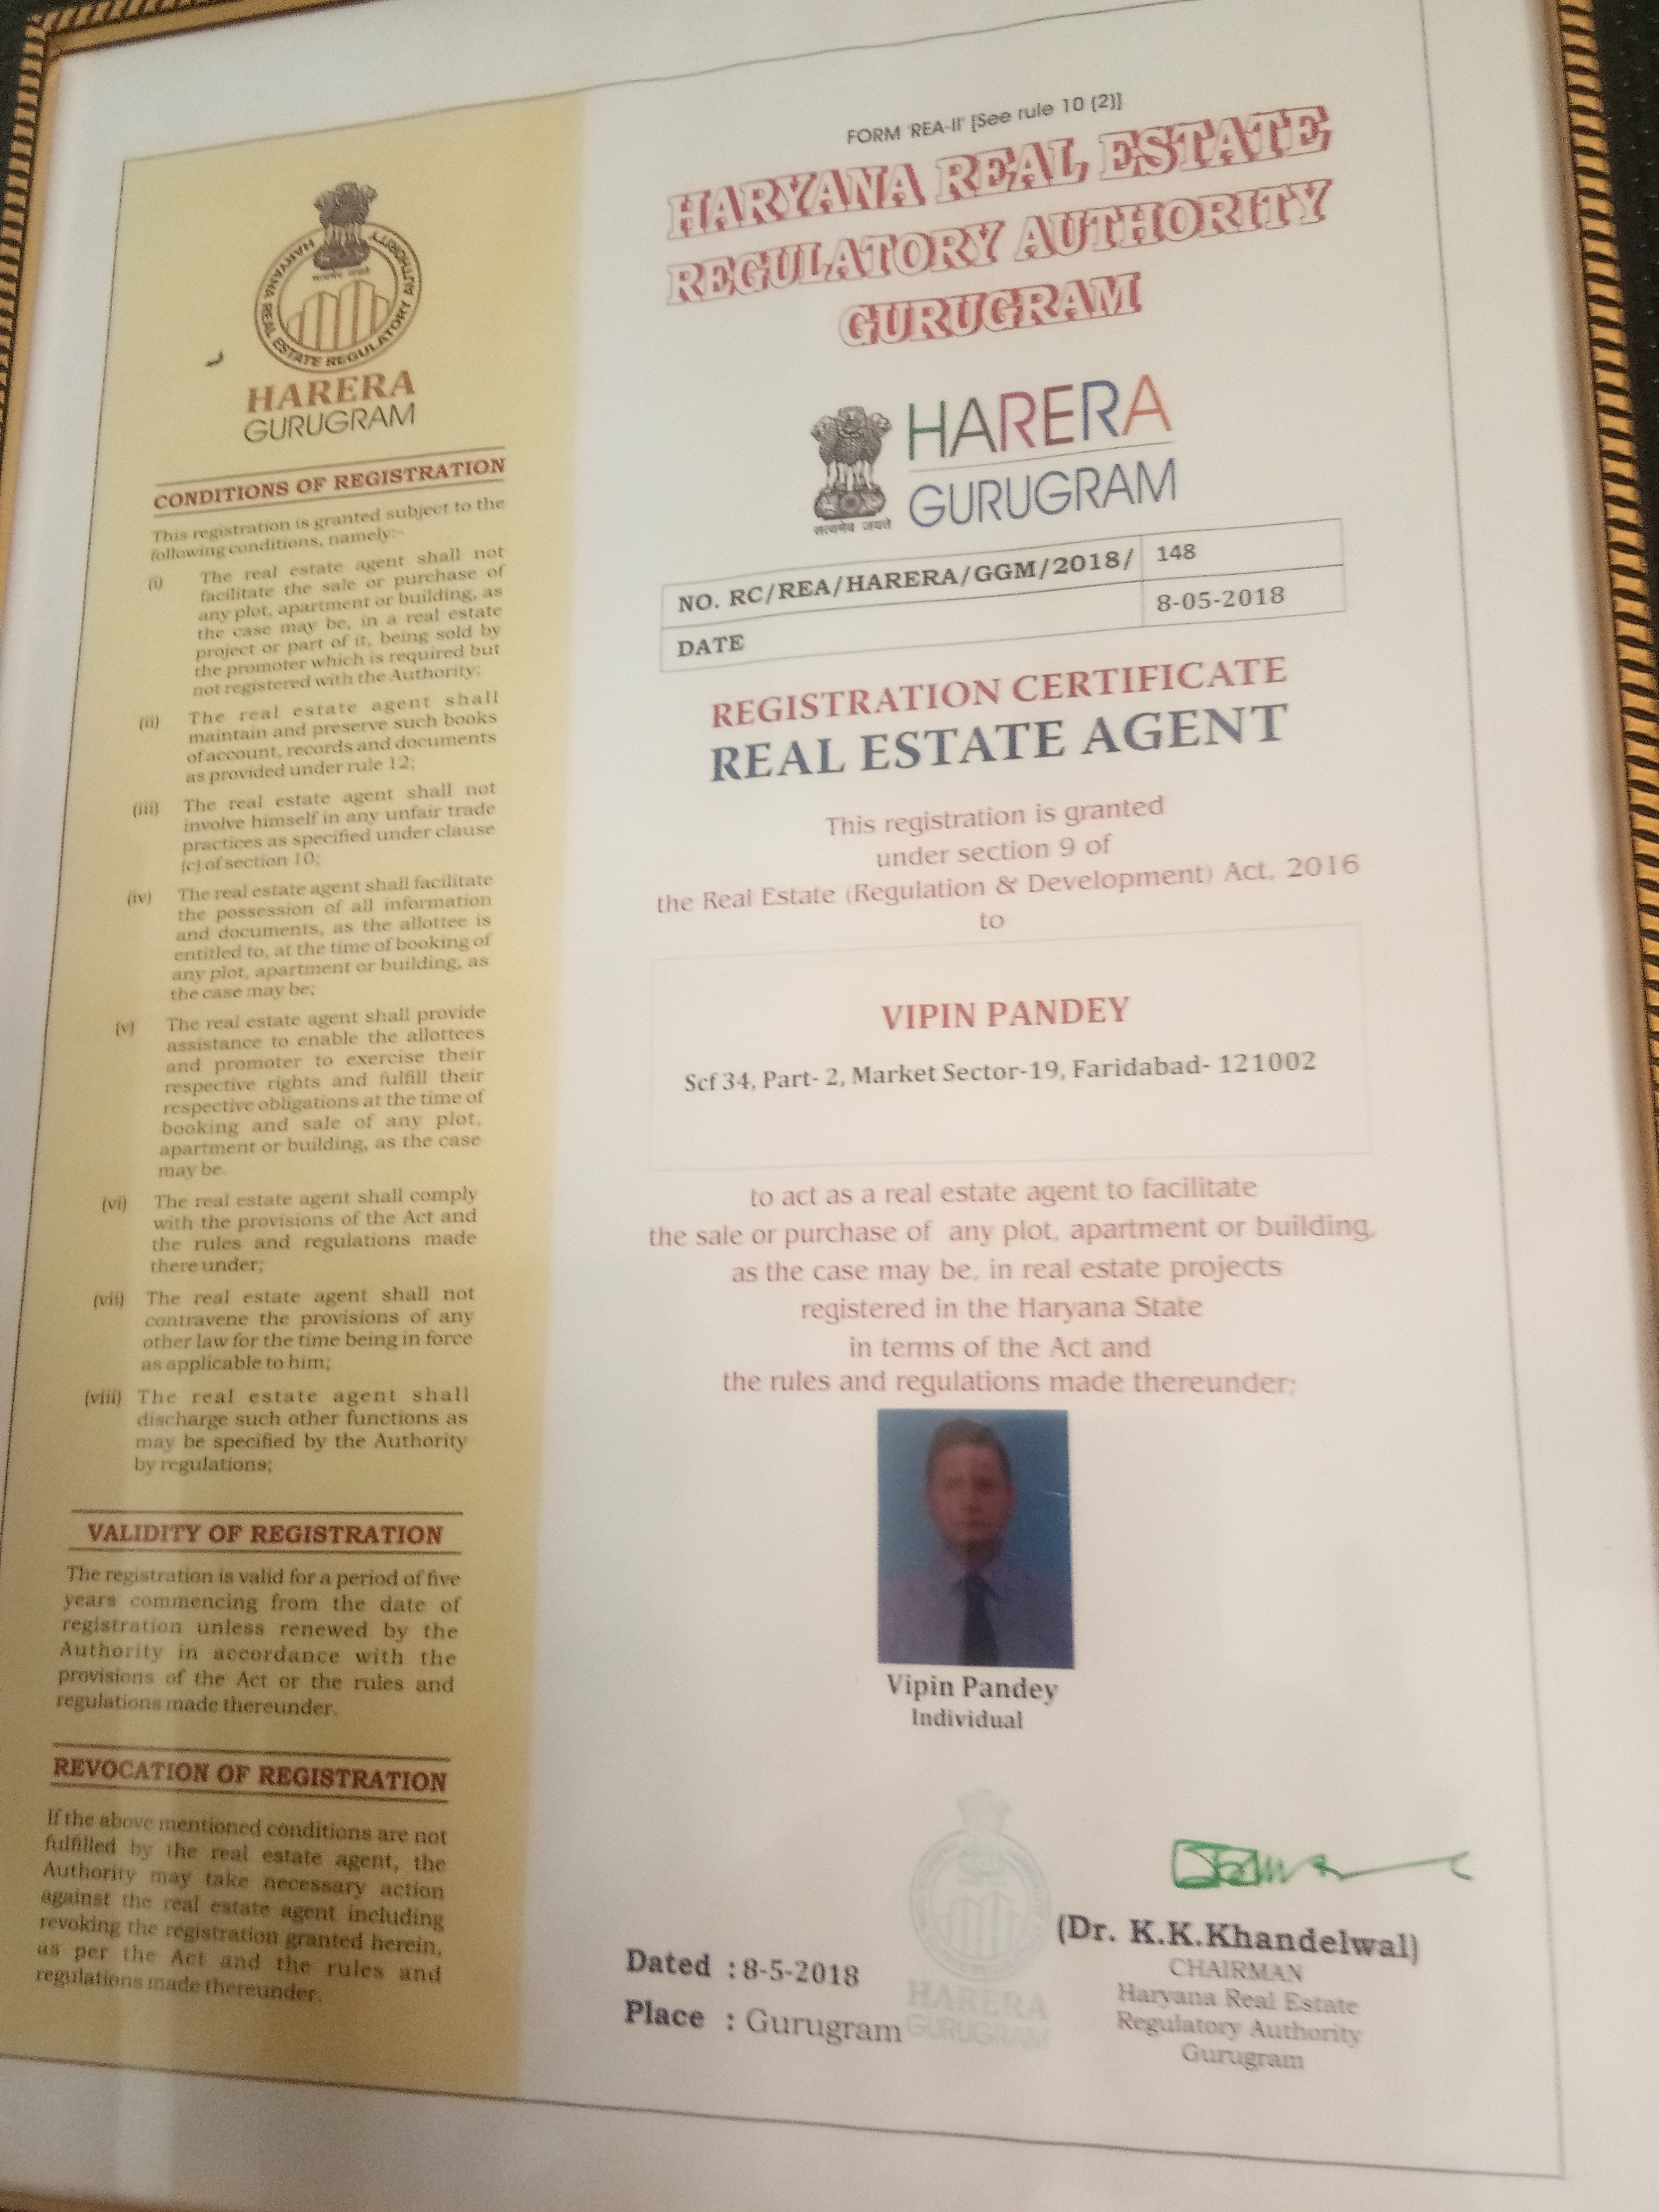 FORM 'REA-II' [See rule 10 (2)]
HARYANA REAL ESTATE
REGULATORY AUTHORITY
GURUGRAM
HARERA
GURUGRAM
सत्यमेव जयते
NO. RC/REA/HARERA/GGM/2018/ 148
DATE 8-05-2018
REGISTRATION CERTIFICATE
REAL ESTATE AGENT
This registration is granted
under section 9 of
the Real Estate (Regulation & Development) Act, 2016
to
VIPIN PANDEY
Scf 34, Part- 2, Market Sector-19, Faridabad- 121002
to act as a real estate agent to facilitate
the sale or purchase of any plot, apartment or building,
as the case may be, in real estate projects
registered in the Haryana State
in terms of the Act and
the rules and regulations made thereunder;
Vipin Pandey
Individual
HARERA
GURUGRAM
Dated : 8-5-2018
Place : Gurugram
(Dr. K.K.Khandelwal)
CHAIRMAN
Haryana Real Estate
Regulatory Authority
Gurugram
HARYANA REAL ESTATE REGULATORY AUTHORITY
सत्यमेव जयते
HARERA
GURUGRAM
CONDITIONS OF REGISTRATION
This registration is granted subject to the
following conditions, namely:-
(i) The real estate agent shall not
facilitate the sale or purchase of
any plot, apartment or building, as
the case may be, in a real estate
project or part of it, being sold by
the promoter which is required but
not registered with the Authority;
(ii) The real estate agent shall
maintain and preserve such books
of account, records and documents
as provided under rule 12;
(iii) The real estate agent shall not
involve himself in any unfair trade
practices as specified under clause
(c) of section 10;
(iv) The real estate agent shall facilitate
the possession of all information
and documents, as the allottee is
entitled to, at the time of booking of
any plot, apartment or building, as
the case may be;
(v) The real estate agent shall provide
assistance to enable the allottees
and promoter to exercise their
respective rights and fulfill their
respective obligations at the time of
booking and sale of any plot,
apartment or building, as the case
may be.
(vi) The real estate agent shall comply
with the provisions of the Act and
the rules and regulations made
there under;
(vii) The real estate agent shall not
contravene the provisions of any
other law for the time being in force
as applicable to him;
(viii) The real estate agent shall
discharge such other functions as
may be specified by the Authority
by regulations;
VALIDITY OF REGISTRATION
The registration is valid for a period of five
years commencing from the date of
registration unless renewed by the
Authority in accordance with the
provisions of the Act or the rules and
regulations made thereunder.
REVOCATION OF REGISTRATION
If the above mentioned conditions are not
fulfilled by the real estate agent, the
Authority may take necessary action
against the real estate agent including
revoking the registration granted herein,
as per the Act and the rules and
regulations made thereunder.